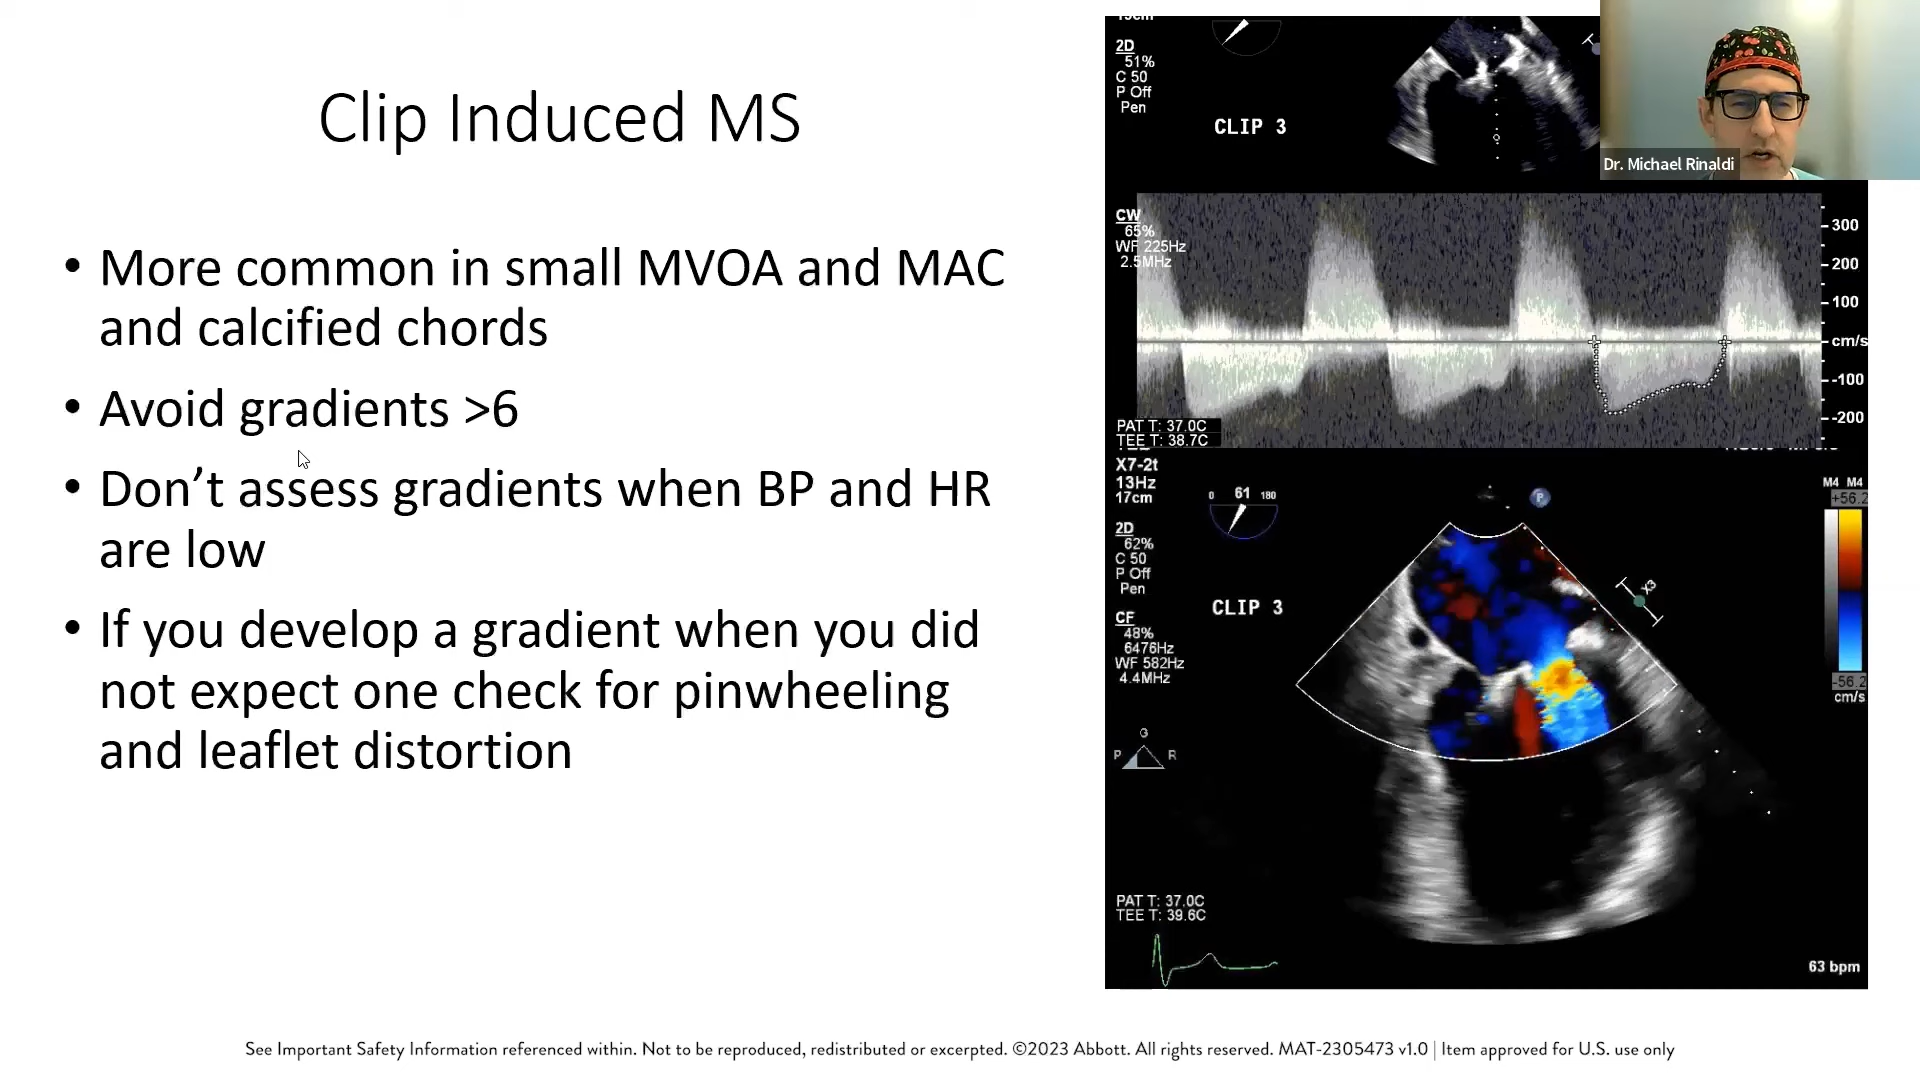 Clip Induced MS
• More common in small MVOA and MAC
and calcified chords
• Avoid gradients >6
• Don’t assess gradients when BP and HR
are low
• If you develop a gradient when you did
not expect one check for pinwheeling
and leaflet distortion
2D
51%
C 50
P Off
Pen
CLIP 3
Dr. Michael Rinaldi
CW
65%
WF 225Hz
2.5MHz
300
200
100
cm/s
-100
-200
PAT T: 37.0C
TEE T: 38.7C
X7-2t
13Hz
17cm
0 61 180
P
M4 M4
+56.2
2D
62%
C 50
P Off
Pen
X3
CLIP 3
CF
48%
6476Hz
WF 582Hz
4.4MHz
-56.2
cm/s
G
P R
PAT T: 37.0C
TEE T: 39.6C
63 bpm
See Important Safety Information referenced within. Not to be reproduced, redistributed or excerpted. ©2023 Abbott. All rights reserved. MAT-2305473 v1.0 | Item approved for U.S. use only